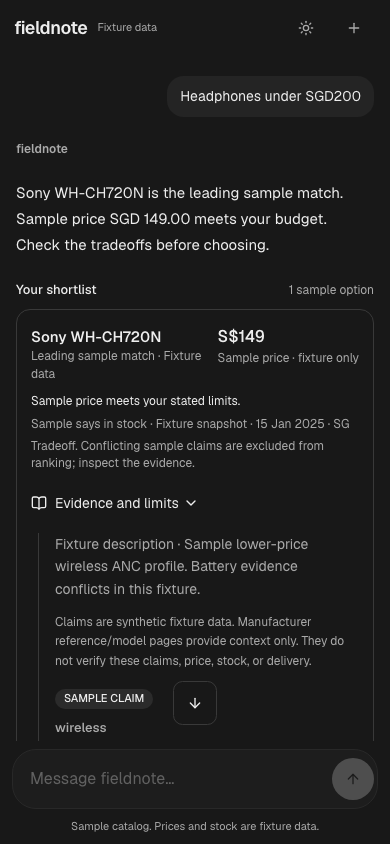 fieldnote Fixture data
Headphones under SGD200
fieldnote
Sony WH-CH720N is the leading sample match.
Sample price SGD 149.00 meets your budget.
Check the tradeoffs before choosing.
Your shortlist 1 sample option
Sony WH-CH720N S$149
Leading sample match · Fixture data
Sample price · fixture only
Sample price meets your stated limits.
Sample says in stock · Fixture snapshot · 15 Jan 2025 · SG
Tradeoff. Conflicting sample claims are excluded from
ranking; inspect the evidence.
Evidence and limits
Fixture description · Sample lower-price
wireless ANC profile. Battery evidence
conflicts in this fixture.
Claims are synthetic fixture data. Manufacturer
reference/model pages provide context only. They do
not verify these claims, price, stock, or delivery.
SAMPLE CLAIM
wireless
Message fieldnote...
Sample catalog. Prices and stock are fixture data.